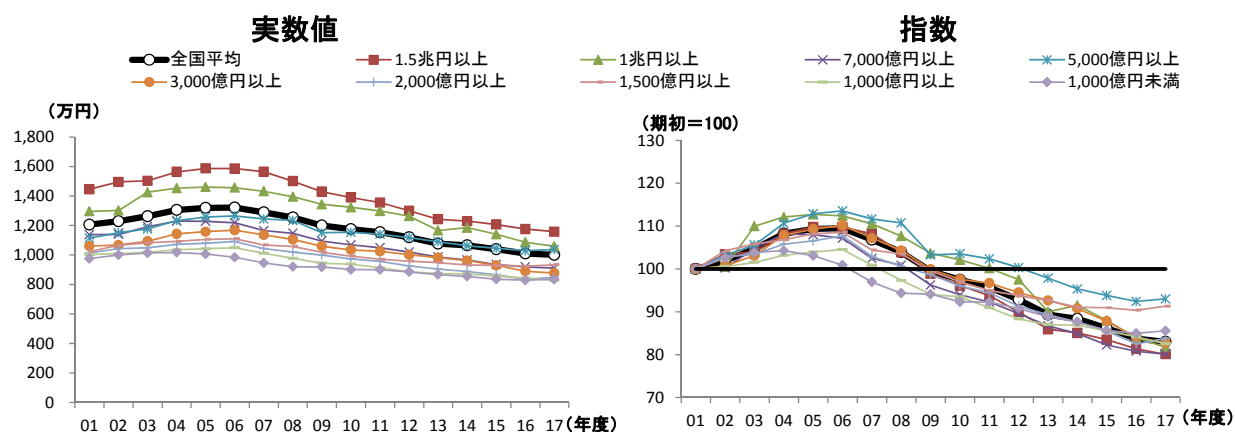 実数値
指数
全国平均 1.5兆円以上 1兆円以上 7,000億円以上 5,000億円以上
3,000億円以上 2,000億円以上 1,500億円以上 1,000億円以上 1,000億円未満
（万円）
1,800
1,600
1,400
1,200
1,000
800
600
400
200
0
01 02 03 04 05 06 07 08 09 10 11 12 13 14 15 16 17 （年度）
（期初＝100）
130
120
110
100
90
80
70
01 02 03 04 05 06 07 08 09 10 11 12 13 14 15 16 17 （年度）